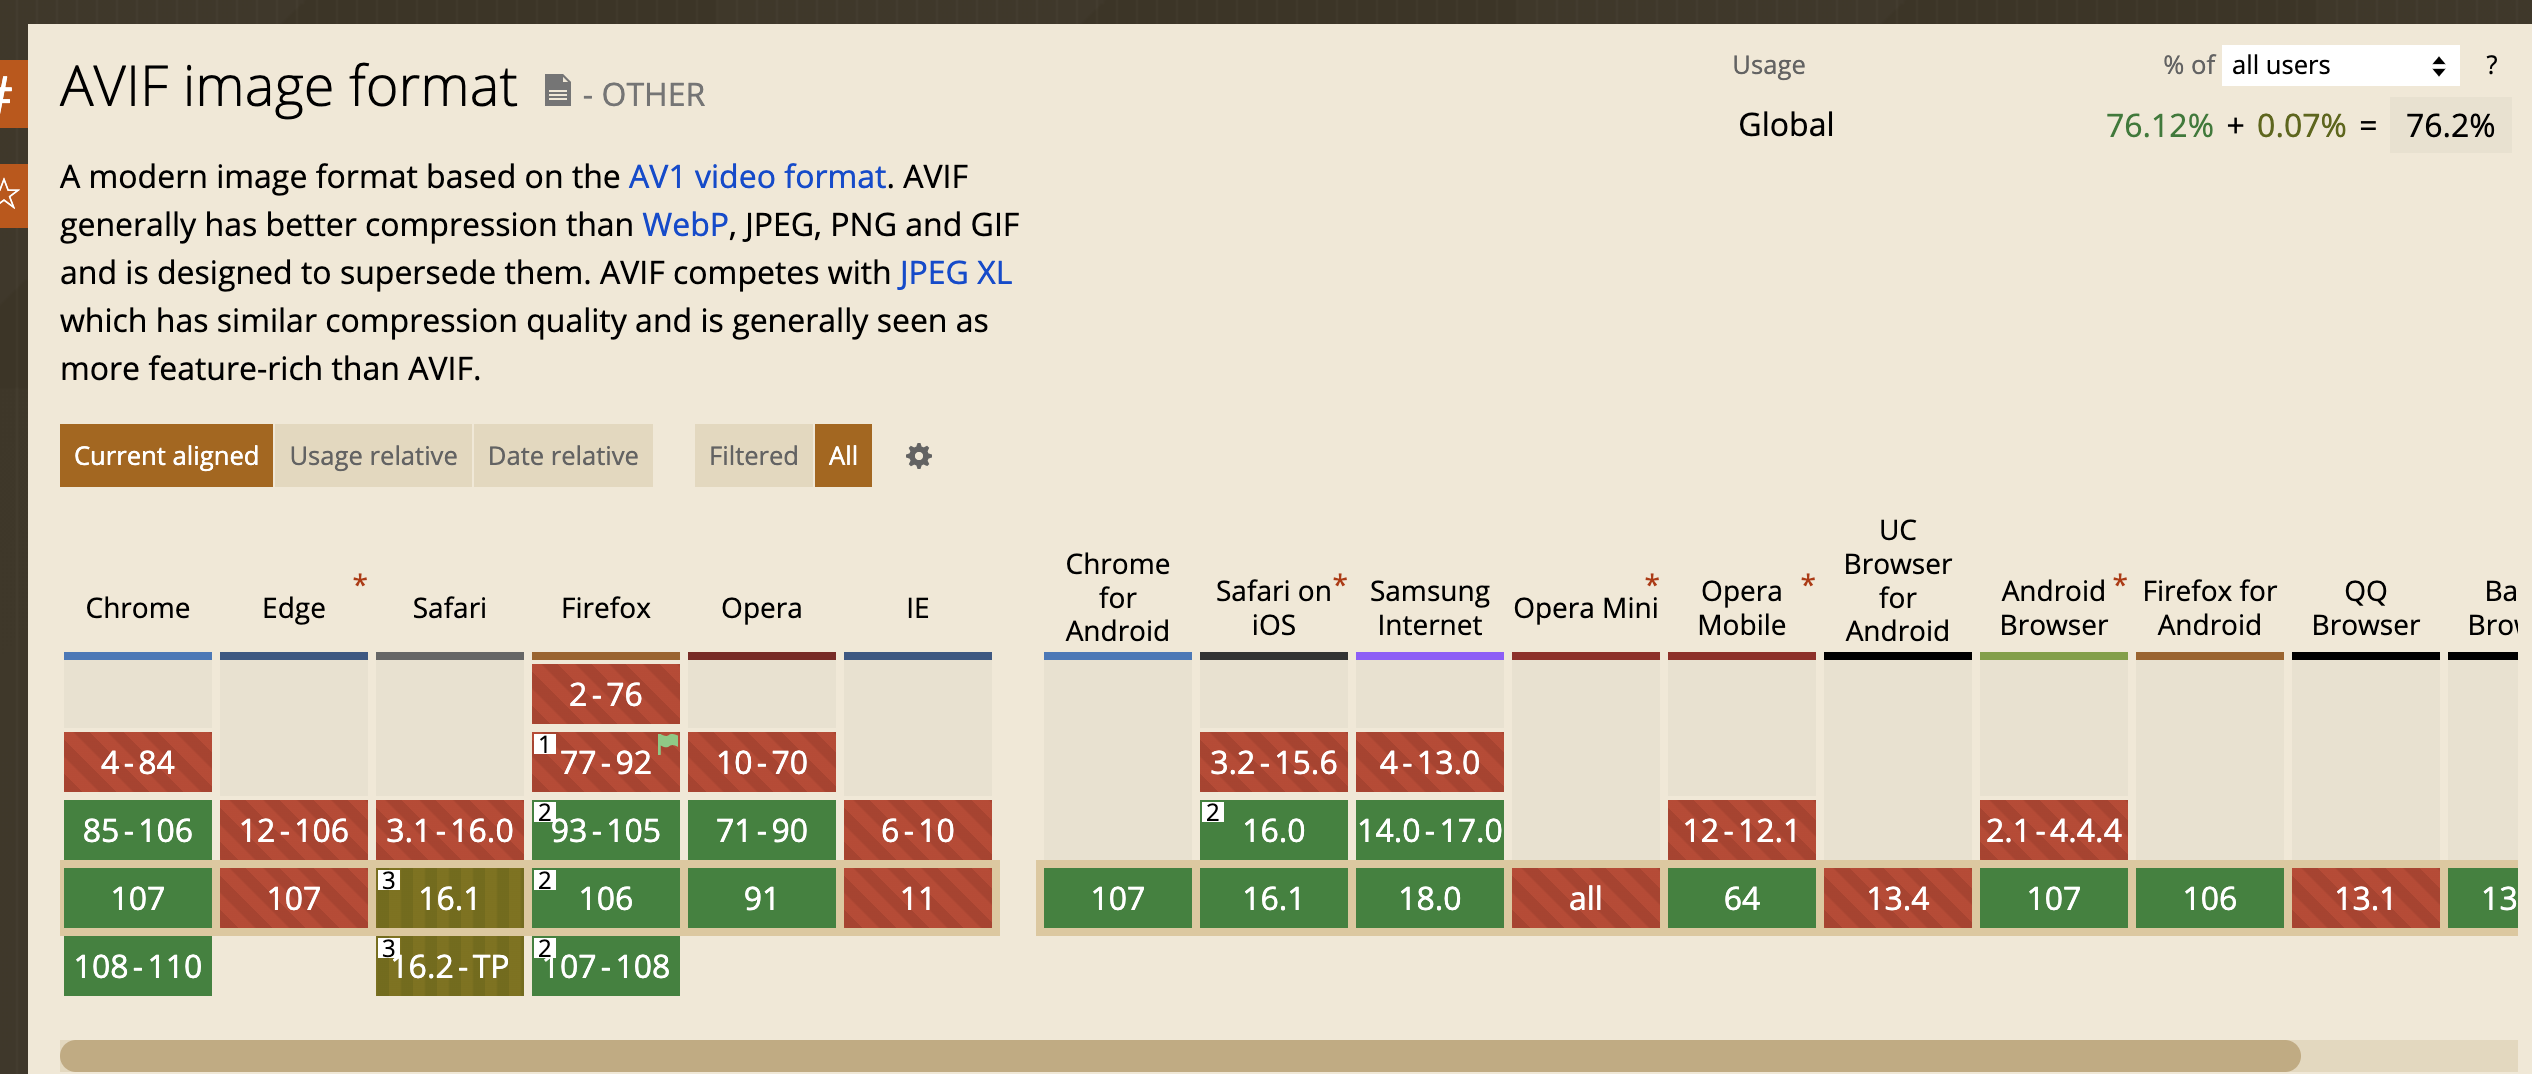 #
AVIF image format - OTHER
Usage % of all users ?
Global 76.12% + 0.07% = 76.2%
A modern image format based on the AV1 video format. AVIF
generally has better compression than WebP, JPEG, PNG and GIF
and is designed to supersede them. AVIF competes with JPEG XL
which has similar compression quality and is generally seen as
more feature-rich than AVIF.
Current aligned Usage relative Date relative Filtered All
Chrome Edge * Safari Firefox Opera IE
Chrome for Android
Safari on iOS *
Samsung Internet
Opera Mini *
Opera Mobile *
UC Browser for Android
Android Browser *
Firefox for Android
QQ Browser
2-76
4-84 1 77-92 10-70 3.2-15.6 4-13.0
85-106 12-106 3.1-16.0 2 93-105 71-90 6-10 2 16.0 14.0-17.0 12-12.1 2.1-4.4.4
107 107 3 16.1 2 106 91 11 107 16.1 18.0 all 64 13.4 107 106 13.1 13
108-110 3 16.2-TP 2 107-108